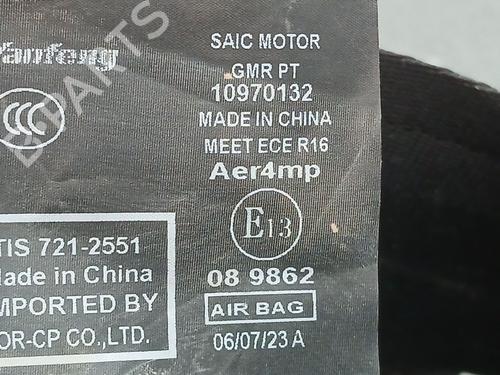 Yanfeng
CCC
TIS 721-2551
Made in China
IMPORTED BY
OR-CP CO.,LTD.
SAIC MOTOR
GMR PT
10970132
MADE IN CHINA
MEET ECE R16
Aer4mp
E13
08 9862
AIR BAG
06/07/23 A